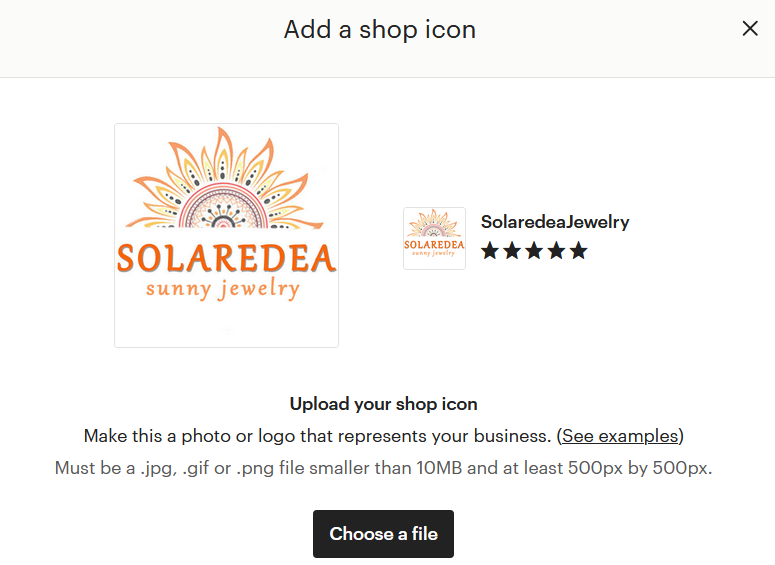 Add a shop icon
SOLAREDEA
sunny jewelry
SOLAREDEA
sunny jewelry
SolaredeaJewelry
Upload your shop icon
Make this a photo or logo that represents your business. (See examples)
Must be a .jpg, .gif or .png file smaller than 10MB and at least 500px by 500px.
Choose a file